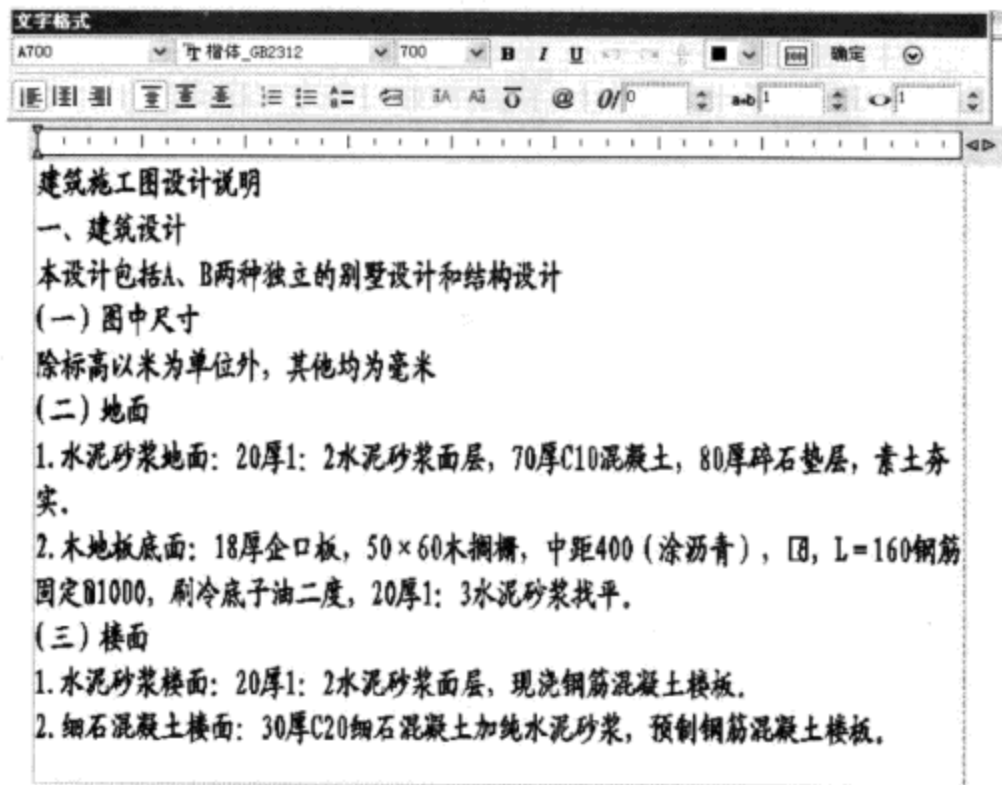 文字格式
A700 楷体_GB2312 700 B I U 确定
@ 0/ 0 a•b 1 1
建筑施工图设计说明
一、建筑设计
本设计包括A、B两种独立的别墅设计和结构设计
(一)图中尺寸
除标高以米为单位外，其他均为毫米
(二)地面
1.水泥砂浆地面：20厚1：2水泥砂浆面层，70厚C10混凝土，80厚碎石垫层，素土夯
实。
2.木地板底面：18厚企口板，50×60木搁栅，中距400(涂沥青)，L=160钢筋
固定@1000，刷冷底子油二度，20厚1：3水泥砂浆找平。
(三)楼面
1.水泥砂浆楼面：20厚1：2水泥砂浆面层，现浇钢筋混凝土楼板。
2.细石混凝土楼面：30厚C20细石混凝土加纯水泥砂浆，预制钢筋混凝土楼板。